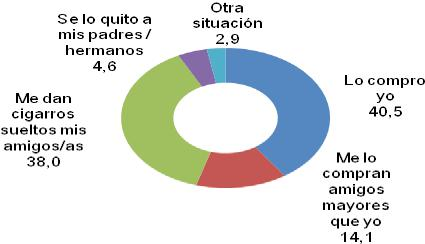 Otra
situación
2,9
Se lo quito a
mis padres /
hermanos
4,6
Lo compro
yo
40,5
Me dan
cigarros
sueltos mis
amigos/as
38,0
Me lo
compran
amigos
mayores
que yo
14,1